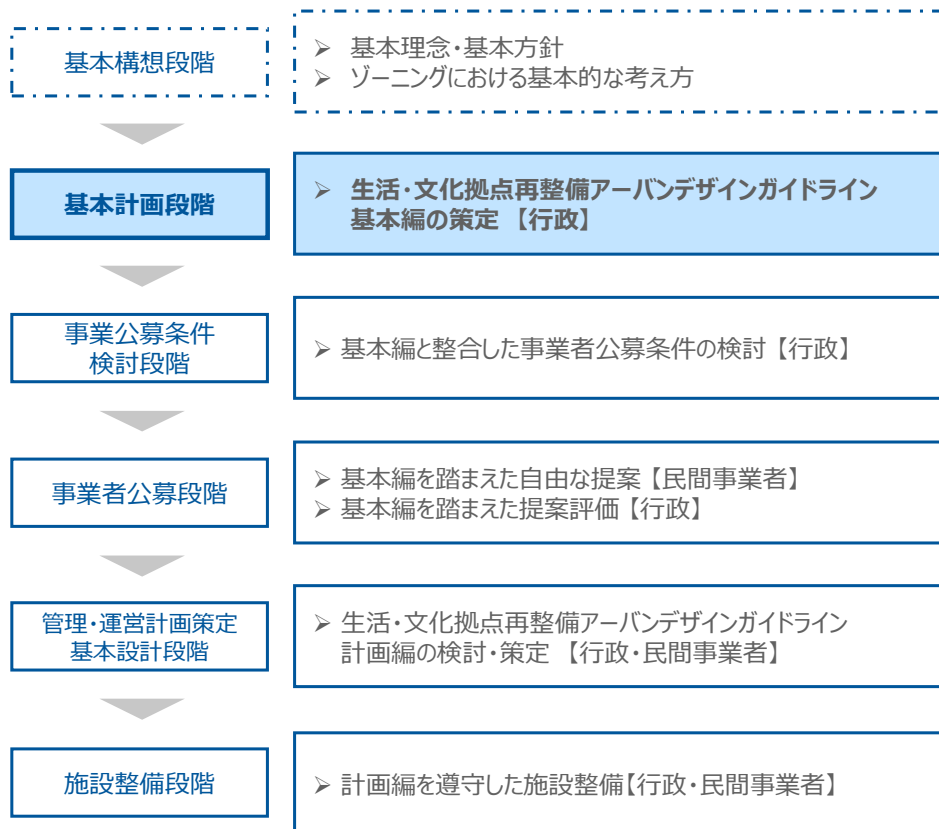 基本構想段階
➢ 基本理念・基本方針
➢ ゾーニングにおける基本的な考え方
基本計画段階
➢ 生活・文化拠点再整備アーバンデザインガイドライン
基本編の策定 【行政】
事業公募条件
検討段階
➢ 基本編と整合した事業者公募条件の検討【行政】
事業者公募段階
➢ 基本編を踏まえた自由な提案【民間事業者】
➢ 基本編を踏まえた提案評価【行政】
管理・運営計画策定
基本設計段階
➢ 生活・文化拠点再整備アーバンデザインガイドライン
計画編の検討・策定 【行政・民間事業者】
施設整備段階
➢ 計画編を遵守した施設整備【行政・民間事業者】